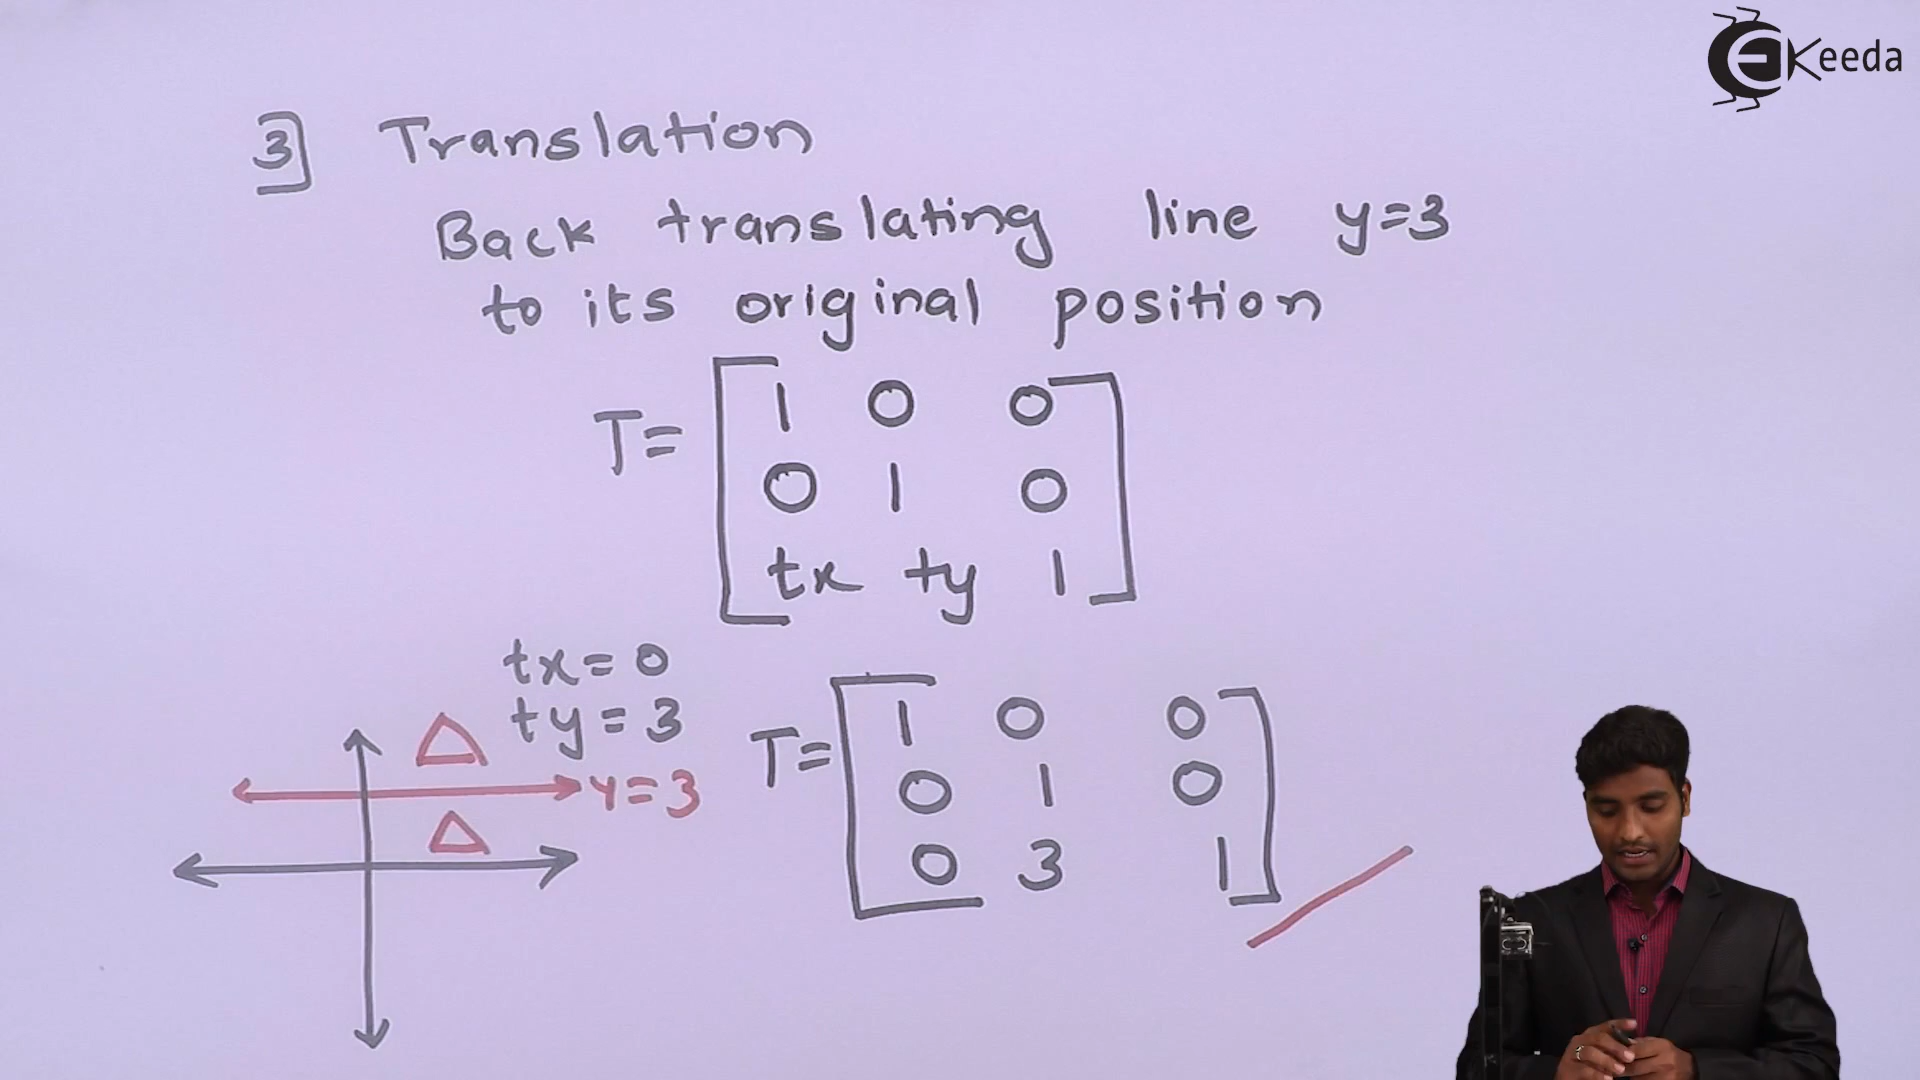 Keeda
3] Translation
Back translating line y=3
to its original position
T= [ 1 0 0
0 1 0
tx ty 1 ]
tx = 0
ty = 3
y=3
T= [ 1 0 0
0 1 0
0 3 1 ]